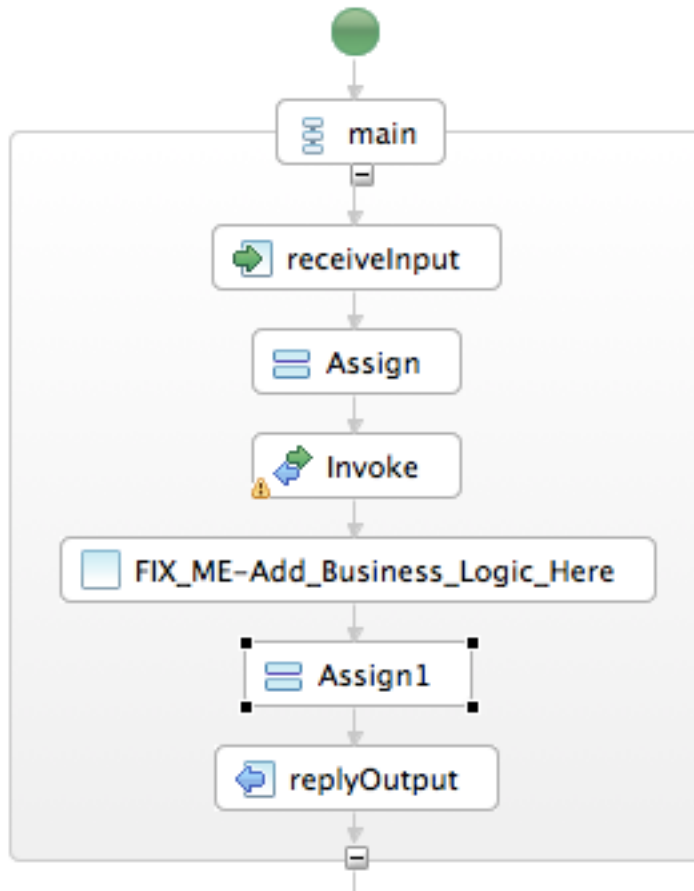 main
receiveInput
Assign
Invoke
FIX_ME-Add_Business_Logic_Here
Assign1
replyOutput